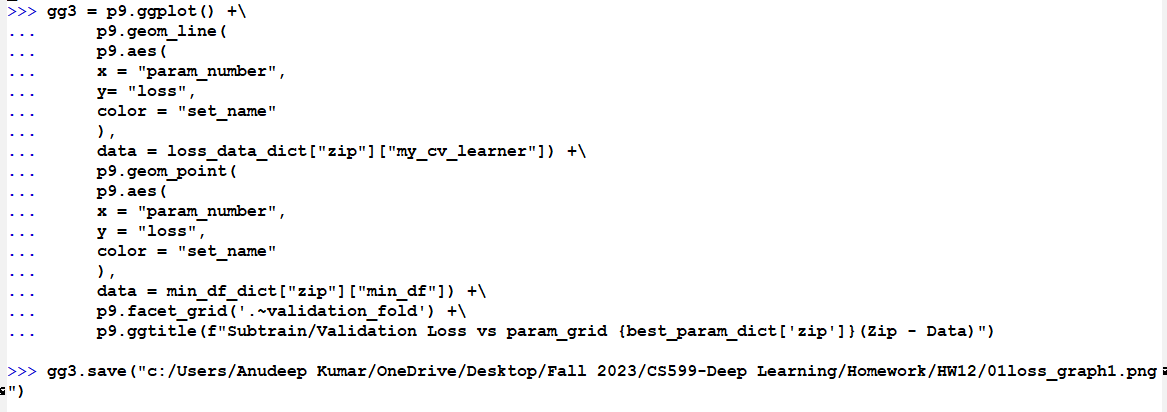 >>> gg3 = p9.ggplot() +\
...      p9.geom_line(
...      p9.aes(
...      x = "param_number",
...      y= "loss",
...      color = "set_name"
...      ),
...      data = loss_data_dict["zip"]["my_cv_learner"]) +\
...      p9.geom_point(
...      p9.aes(
...      x = "param_number",
...      y = "loss",
...      color = "set_name"
...      ),
...      data = min_df_dict["zip"]["min_df"]) +\
...      p9.facet_grid('.~validation_fold') +\
...      p9.ggtitle(f"Subtrain/Validation Loss vs param_grid {best_param_dict['zip']}(Zip - Data)")
>>> gg3.save("c:/Users/Anudeep Kumar/OneDrive/Desktop/Fall 2023/CS599-Deep Learning/Homework/HW12/01loss_graph1.png
")